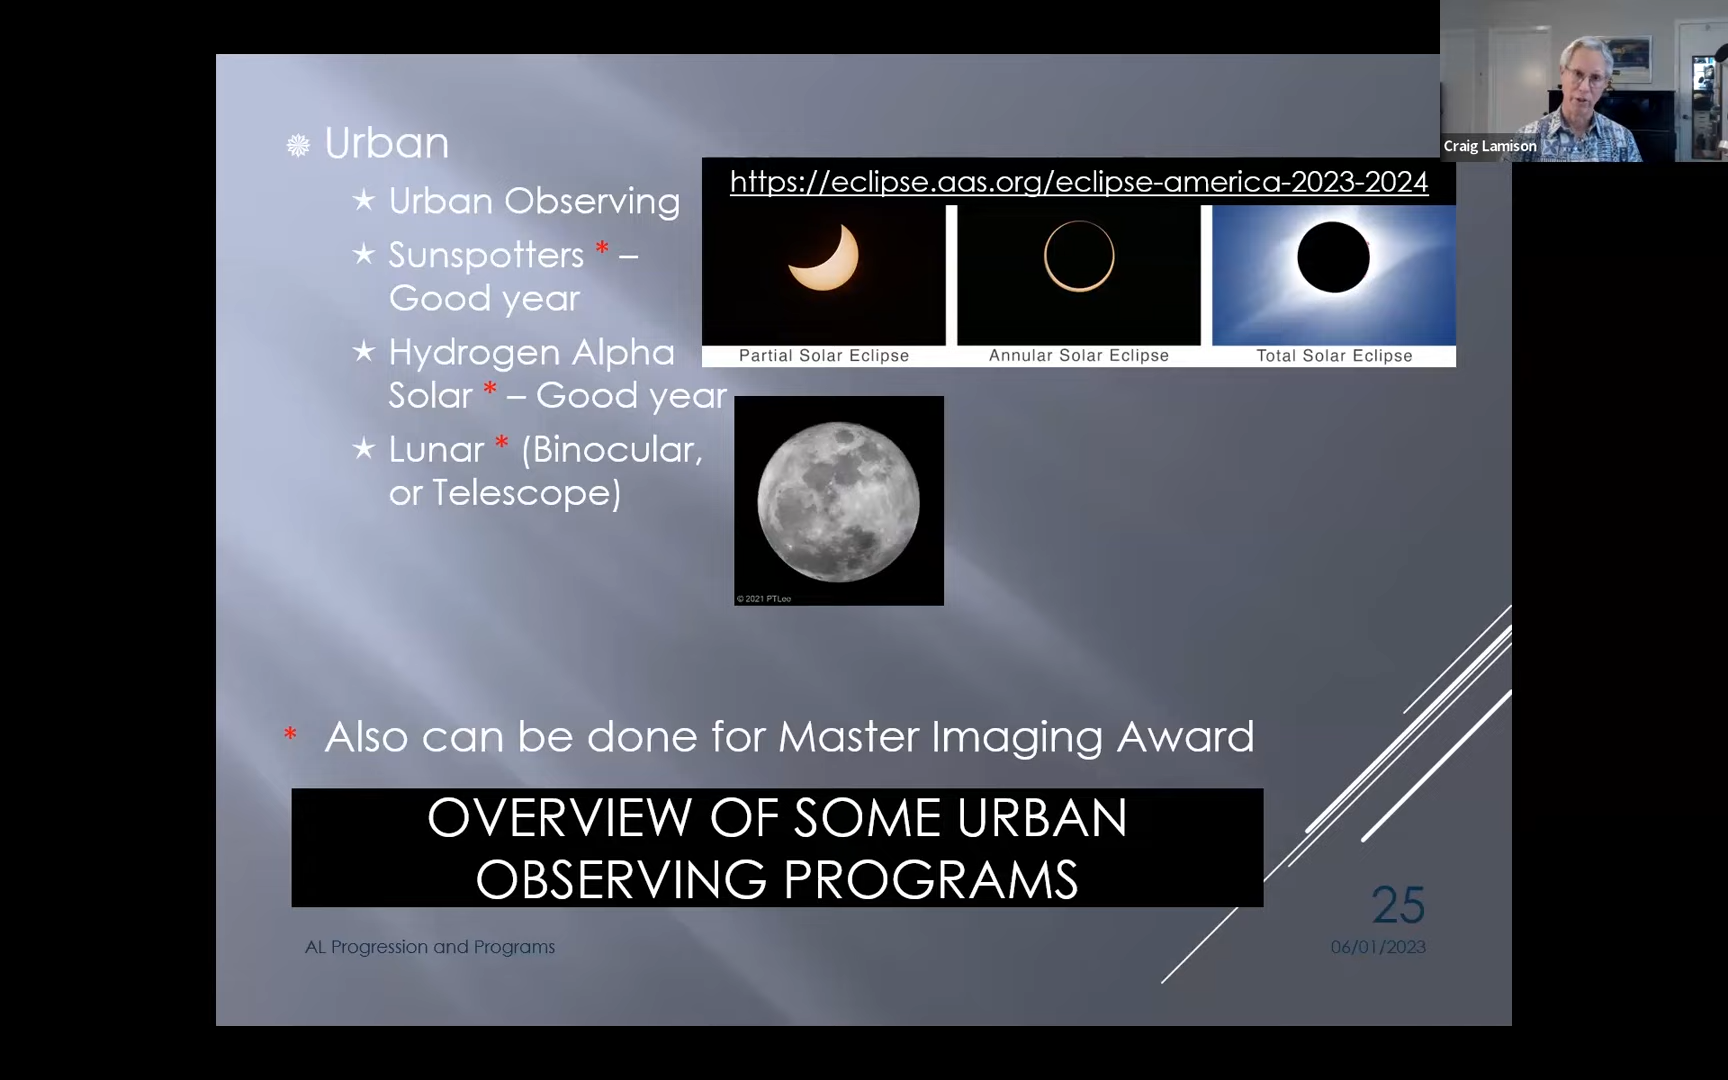 Craig Lamison
Urban
Urban Observing
Sunspotters * –
Good year
Hydrogen Alpha
Solar * – Good year
Lunar * (Binocular,
or Telescope)
https://eclipse.aas.org/eclipse-america-2023-2024
Partial Solar Eclipse
Annular Solar Eclipse
Total Solar Eclipse
© 2021 PTLee
* Also can be done for Master Imaging Award
OVERVIEW OF SOME URBAN
OBSERVING PROGRAMS
25
AL Progression and Programs
06/01/2023